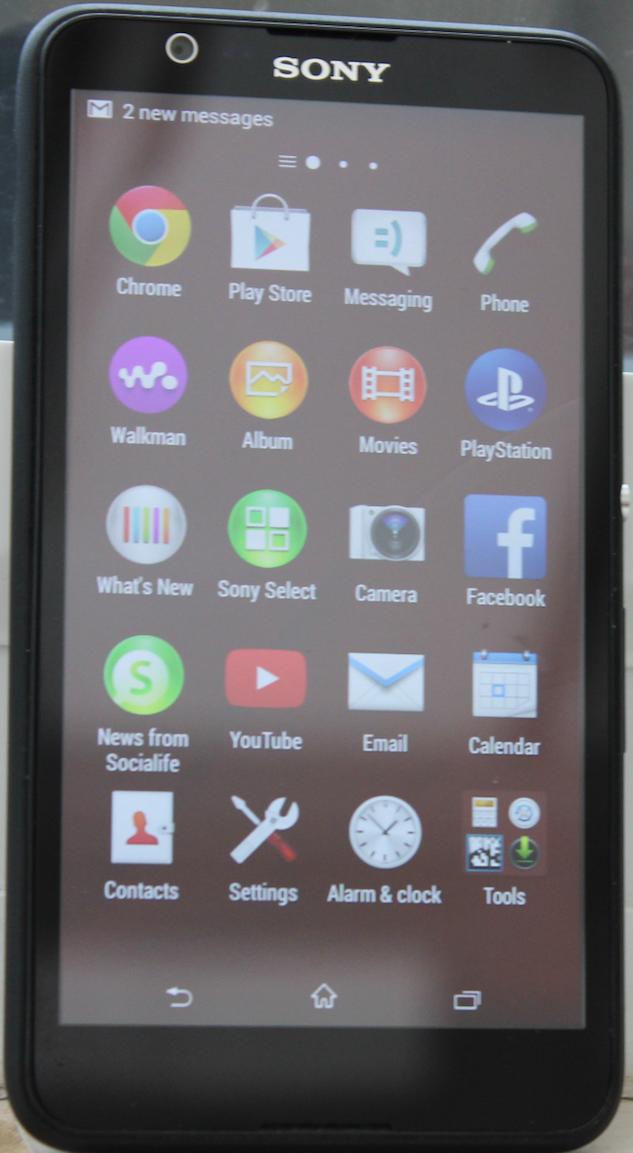 SONY
2 new messages
Chrome
Play Store
Messaging
Phone
Walkman
Album
Movies
PlayStation
What's New
Sony Select
Camera
Facebook
News from
Socialife
YouTube
Email
Calendar
Contacts
Settings
Alarm & clock
Tools